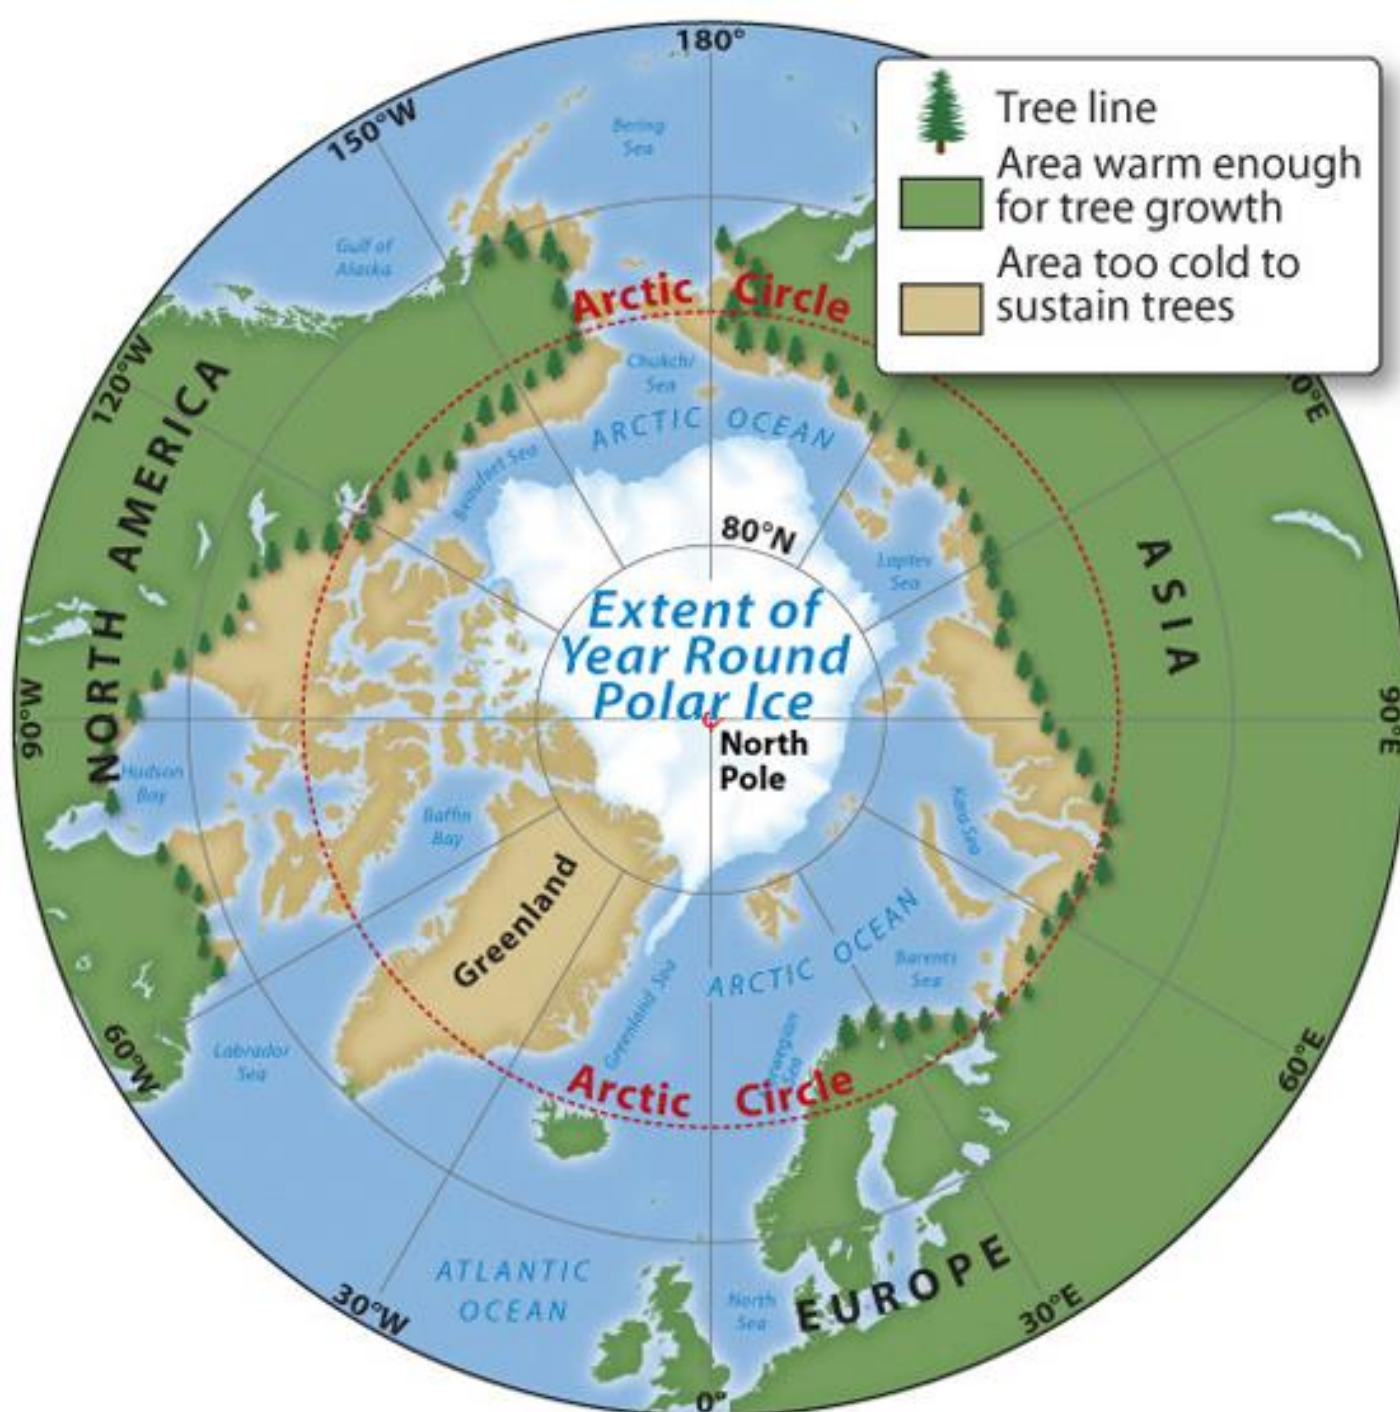 180°
150°W
Bering
Sea
Tree line
Area warm enough
for tree growth
Area too cold to
sustain trees
Gulf of
Alaska
Arctic Circle
120°W
Chukchi
Sea
0°E
ARCTIC OCEAN
Beaufort Sea
NORTH AMERICA
80°N
Laptev
Sea
ASIA
Extent of
Year Round
Polar Ice
90°W
90°E
North
Pole
Hudson
Bay
Baffin
Bay
Kara Sea
Greenland
ARCTIC OCEAN
Barents
Sea
Greenland Sea
Sea
60°W
Labrador
Sea
60°E
Arctic Circle
ATLANTIC
OCEAN
North
Sea
EUROPE
30°W
30°E
0°